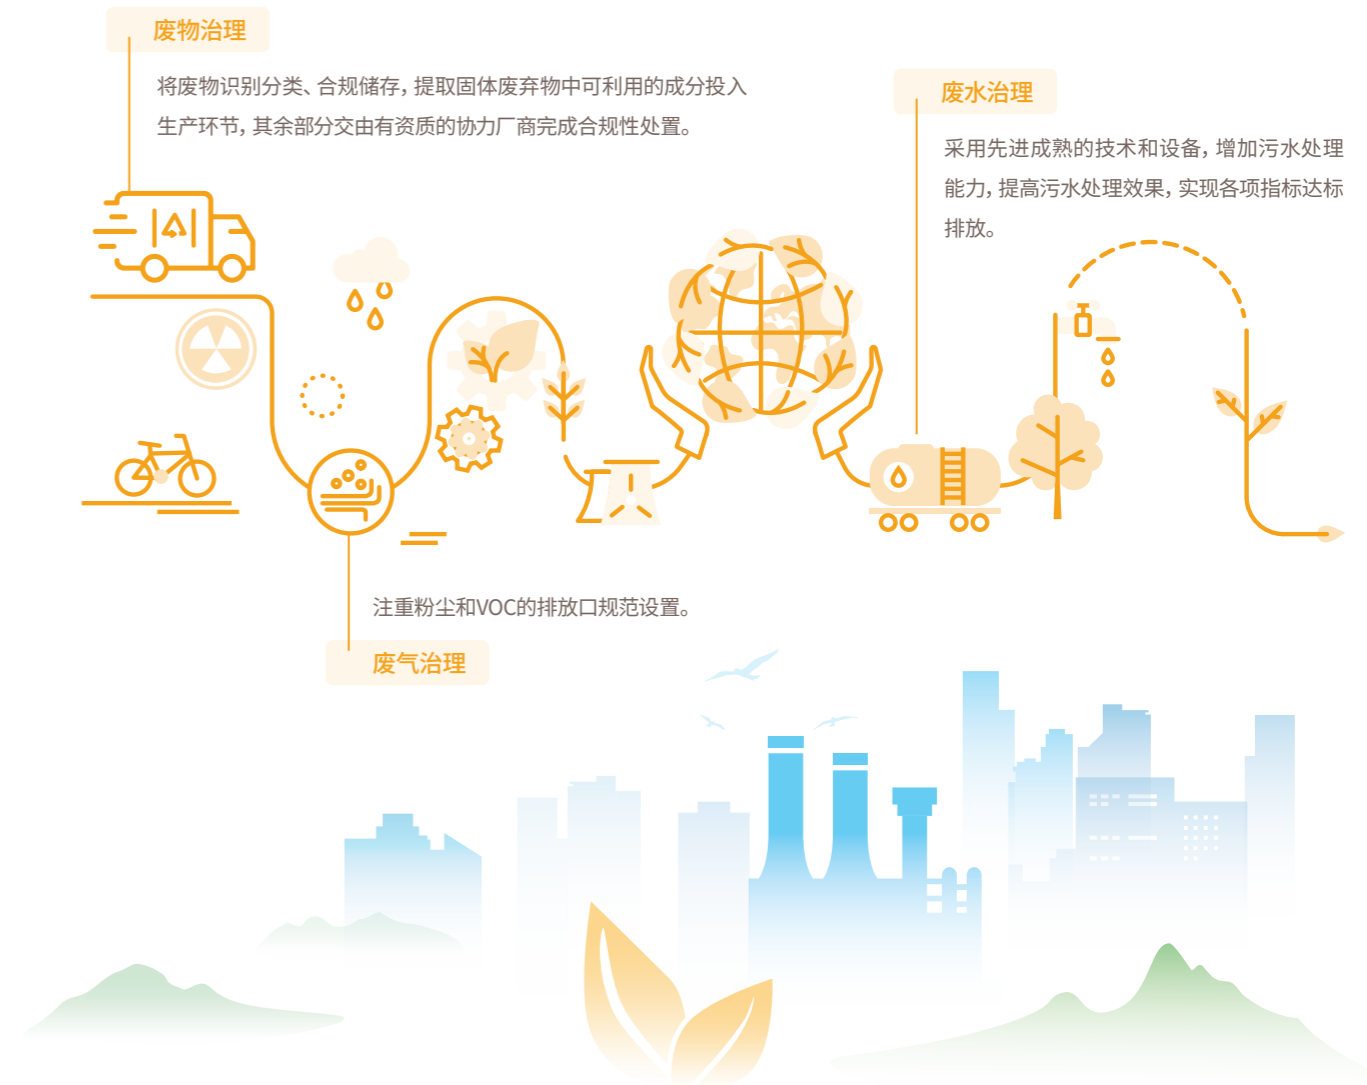 废物治理
将废物识别分类、合规储存，提取固体废弃物中可利用的成分投入
生产环节，其余部分交由有资质的协力厂商完成合规性处置。
废水治理
采用先进成熟的技术和设备，增加污水处理
能力，提高污水处理效果，实现各项指标达标
排放。
注重粉尘和VOC的排放口规范设置。
废气治理